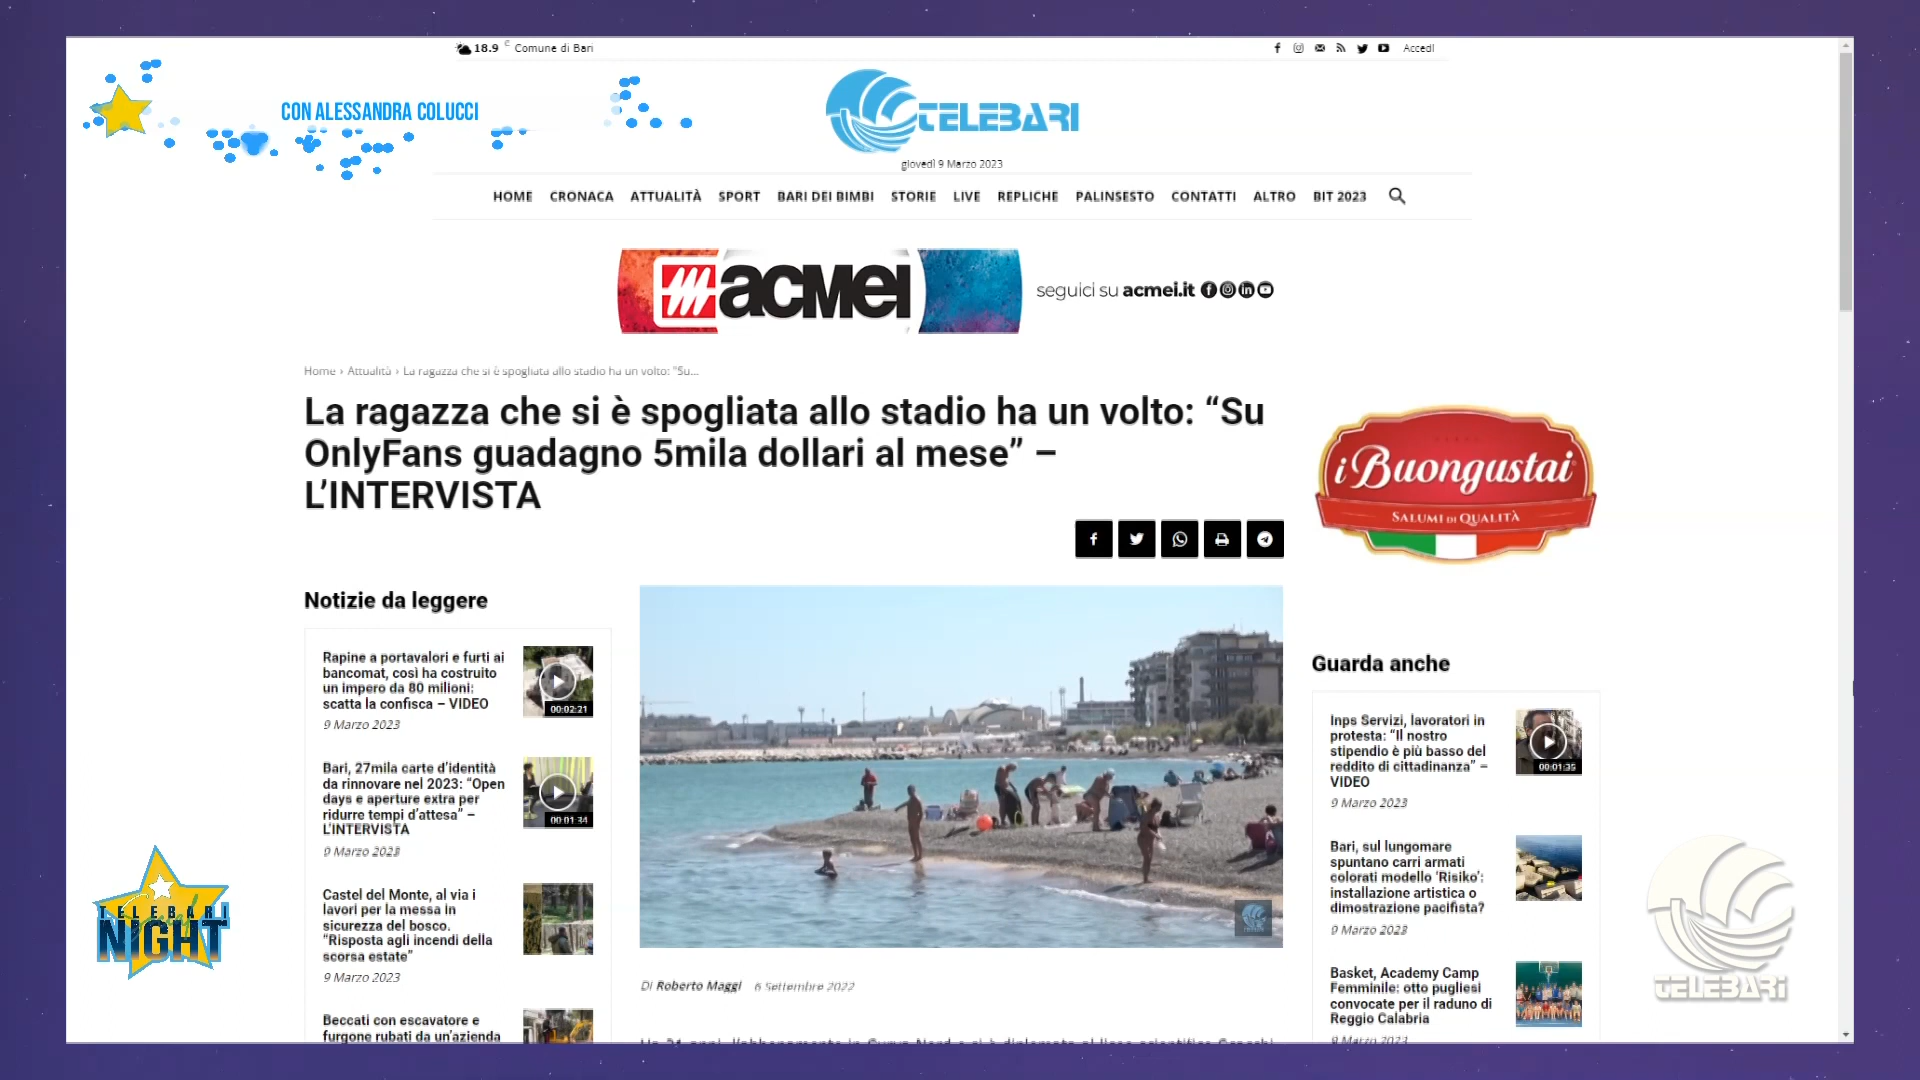 18.9 C Comune di Bari
Accedi
CON ALESSANDRA COLUCCI
TELEBARI
giovedì 9 Marzo 2023
HOME CRONACA ATTUALITÀ SPORT BARI DEI BIMBI STORIE LIVE REPLICHE PALINSESTO CONTATTI ALTRO BIT 2023
acmei
seguici su acmei.it
Home › Attualità › La ragazza che si è spogliata allo stadio ha un volto: “Su...
La ragazza che si è spogliata allo stadio ha un volto: “Su
OnlyFans guadagno 5mila dollari al mese” –
L’INTERVISTA
i Buongustai
SALUMI DI QUALITÀ
Notizie da leggere
Rapine a portavalori e furti ai
bancomat, così ha costruito
un impero da 80 milioni:
scatta la confisca – VIDEO
9 Marzo 2023
00:02:21
Bari, 27mila carte d’identità
da rinnovare nel 2023: “Open
days e aperture extra per
ridurre tempi d’attesa” –
L’INTERVISTA
9 Marzo 2023
00:01:34
Castel del Monte, al via i
lavori per la messa in
sicurezza del bosco.
“Risposta agli incendi della
scorsa estate”
9 Marzo 2023
Beccati con escavatore e
furgone rubati da un’azienda
Di Roberto Maggi 6 Settembre 2022
Guarda anche
Inps Servizi, lavoratori in
protesta: “Il nostro
stipendio è più basso del
reddito di cittadinanza” –
VIDEO
9 Marzo 2023
00:01:35
Bari, sul lungomare
spuntano carri armati
colorati modello ‘Risiko’:
installazione artistica o
dimostrazione pacifista?
9 Marzo 2023
Basket, Academy Camp
Femminile: otto pugliesi
convocate per il raduno di
Reggio Calabria
9 Marzo 2023
TELEBARI
NIGHT
TELEBARI